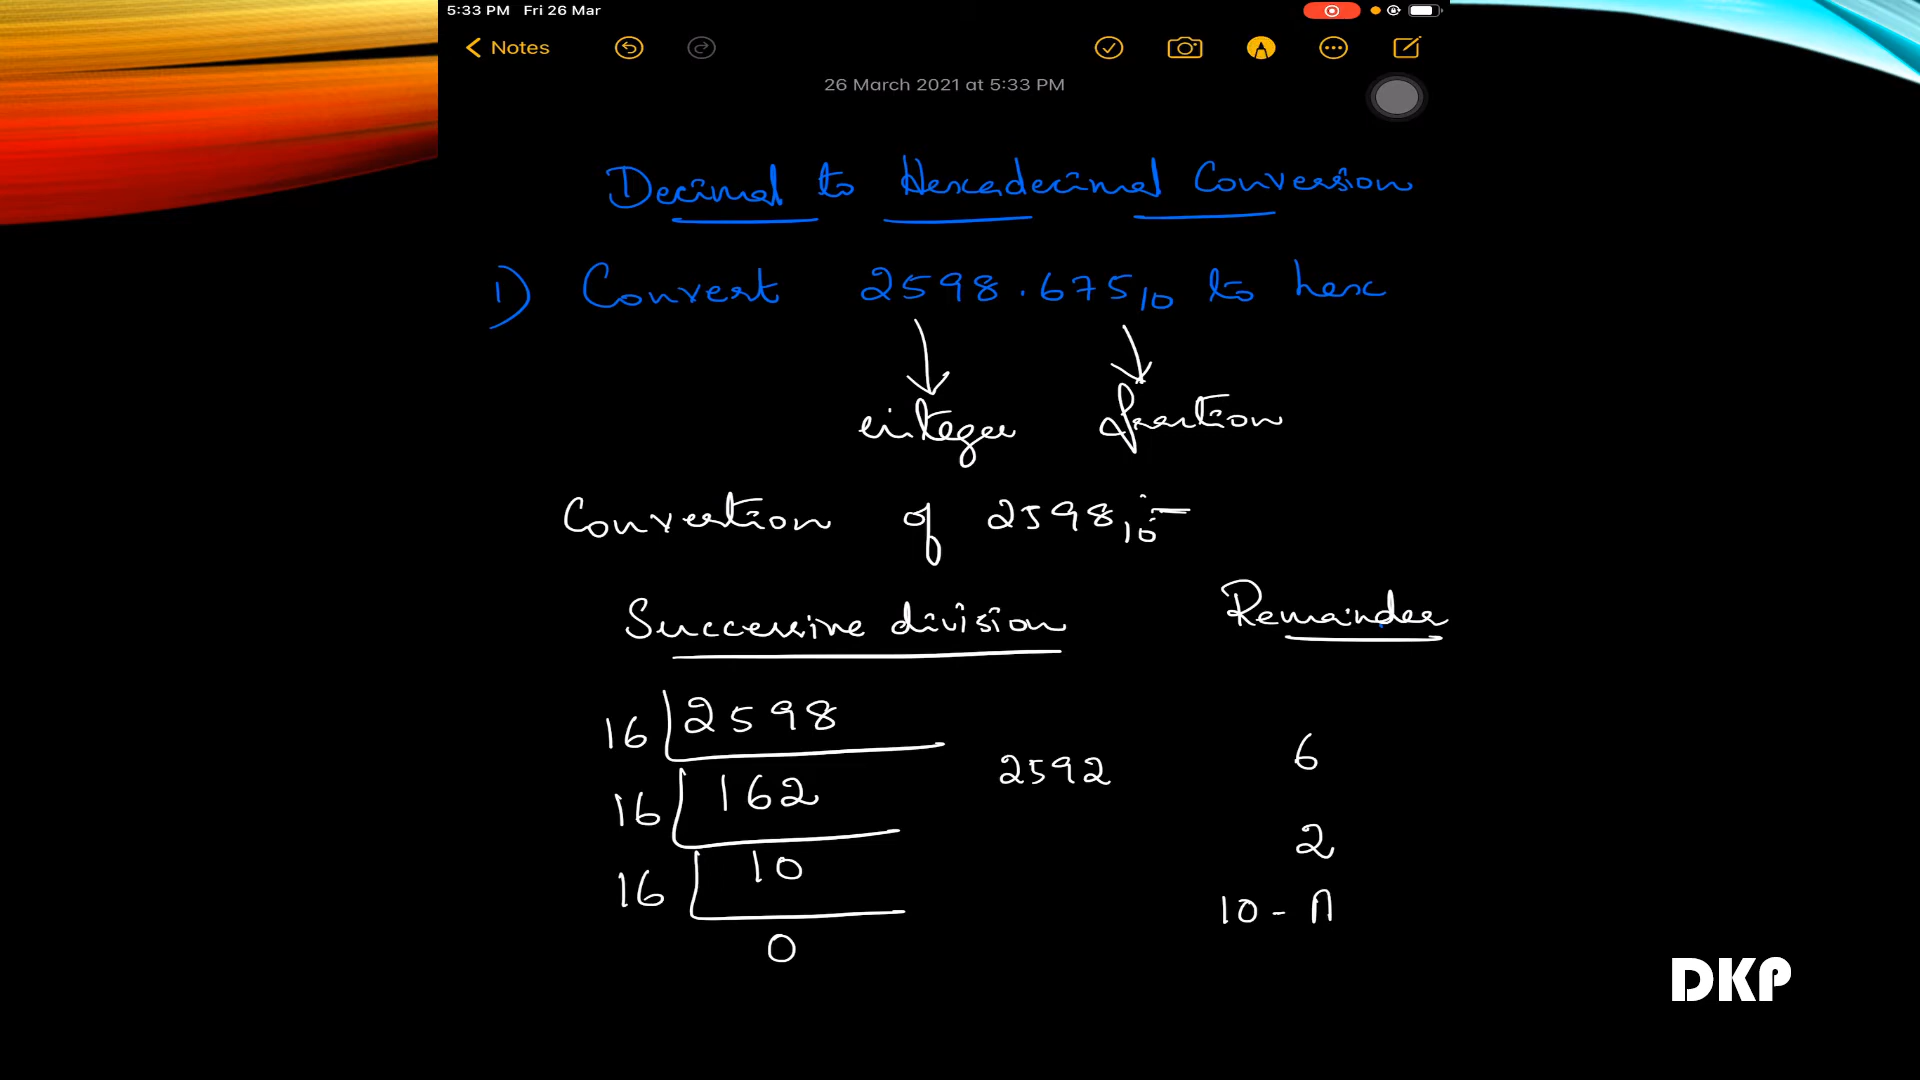 5:33 PM Fri 26 Mar
Notes
26 March 2021 at 5:33 PM
Decimal to Hexadecimal Conversion
1) Convert 2598.675₁₀ to hex
integer fraction
Convertion of 2598₁₀ :-
Successive division Remainder
16 2598
2592 6
16 162
2
16 10
10 - A
0
DKP